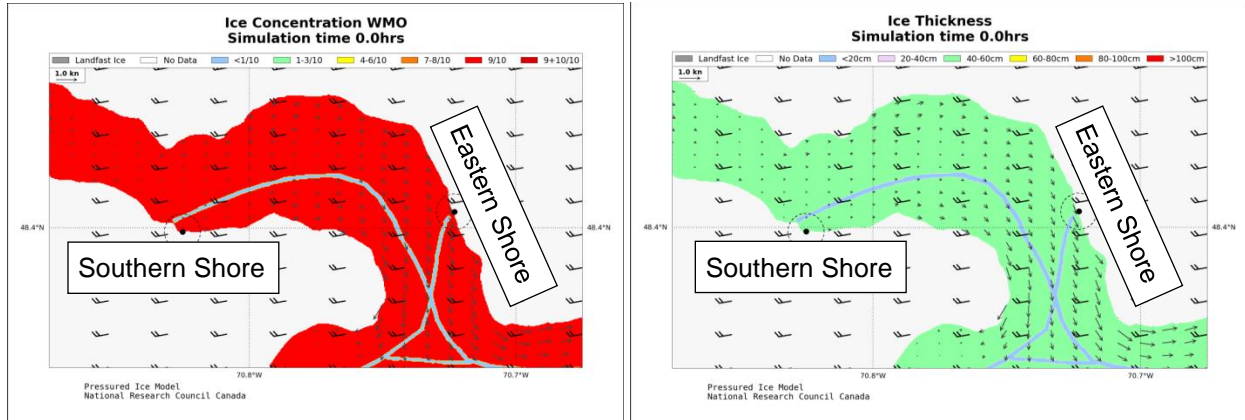 Ice Concentration WMO
Simulation time 0.0hrs
Landfast Ice No Data <1/10 1-3/10 4-6/10 7-8/10 9/10 9+10/10
1.0 kn
48.4°N
48.4°N
Eastern Shore
Southern Shore
70.8°W 70.7°W
Pressured Ice Model
National Research Council Canada
Ice Thickness
Simulation time 0.0hrs
Landfast Ice No Data <20cm 20-40cm 40-60cm 60-80cm 80-100cm >100cm
1.0 kn
48.4°N
48.4°N
Eastern Shore
Southern Shore
70.8°W 70.7°W
Pressured Ice Model
National Research Council Canada